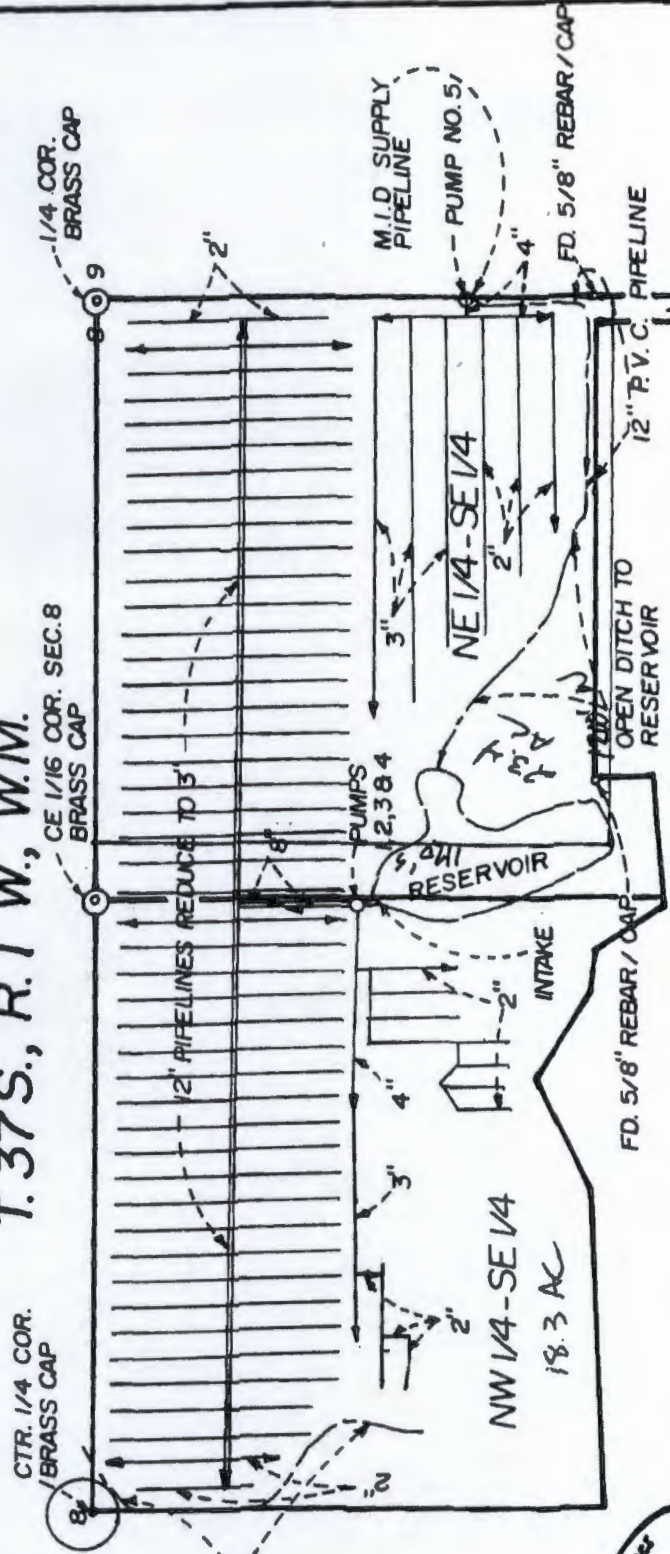 T. 37 S., R. 1 W., W.M.
CTR. 1/4 COR.
BRASS CAP
CE 1/16 COR. SEC. 8
BRASS CAP
1/4 COR.
BRASS CAP
8
8 9
2"
12" PIPELINES REDUCE TO 3"
8"
M.I.D SUPPLY
PIPELINE
PUMP NO. 5
4"
FD. 5/8" REBAR/CAP
PUMPS
1,2,3 & 4
3"
NE 1/4 - SE 1/4
2"
RESERVOIR
INTAKE
12" P.V.C. PIPELINE
OPEN DITCH TO
RESERVOIR
4"
3"
2"
2"
NW 1/4 - SE 1/4
18.3 AC
2"
FD. 5/8" REBAR/CAP